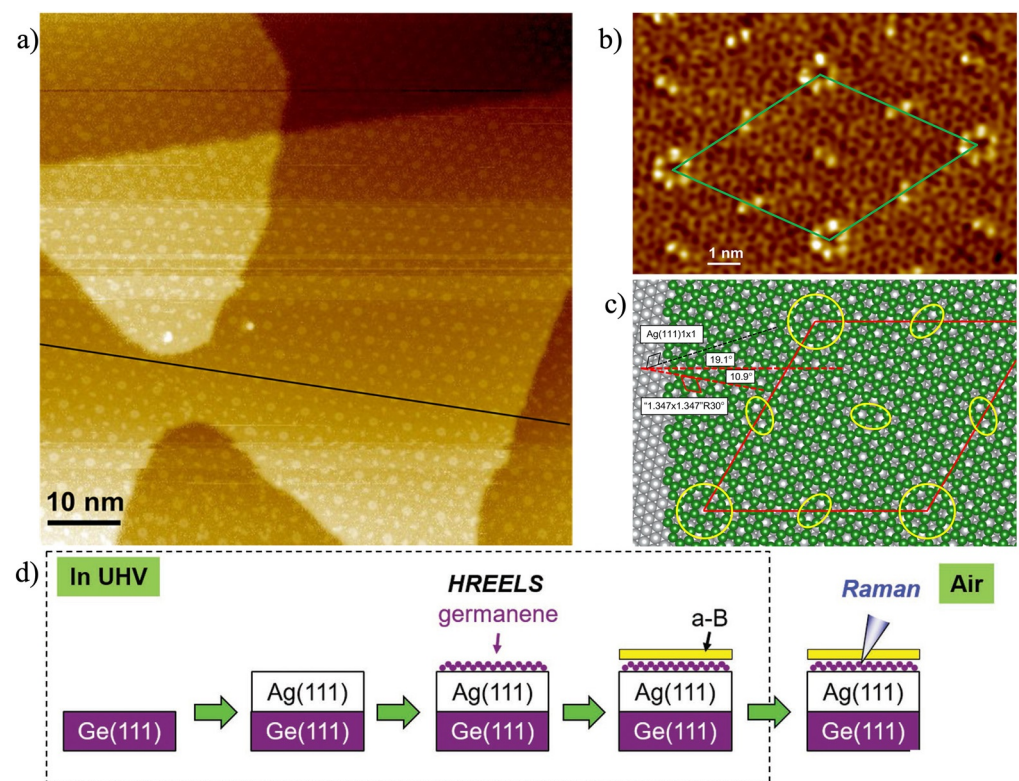 a)
10 nm
b)
1 nm
c)
Ag(111)1x1
19.1°
10.9°
"1.347x1.347"R30°
d)
In UHV
HREELS
germanene
a-B
Raman
Air
Ge(111)
Ag(111)
Ge(111)
Ag(111)
Ge(111)
Ag(111)
Ge(111)
Ag(111)
Ge(111)